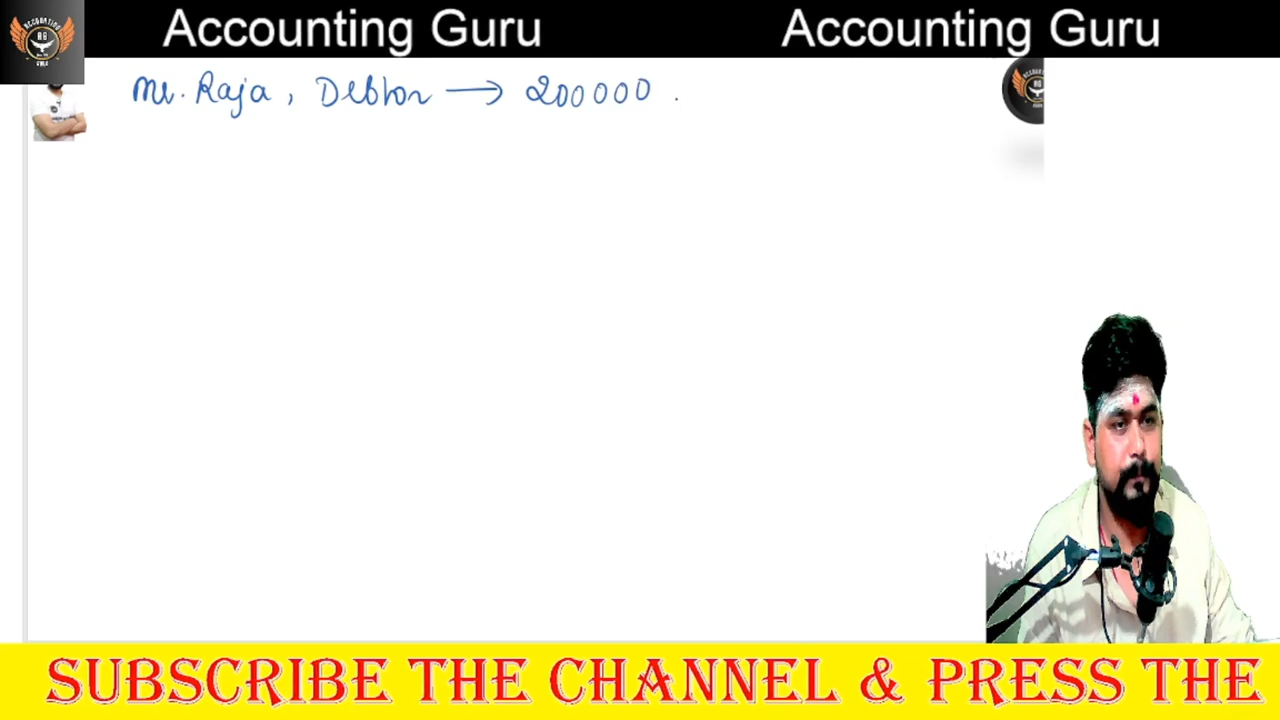 Accounting Guru Accounting Guru
Mr. Raja, Debtor → 200000.
SUBSCRIBE THE CHANNEL & PRESS THE